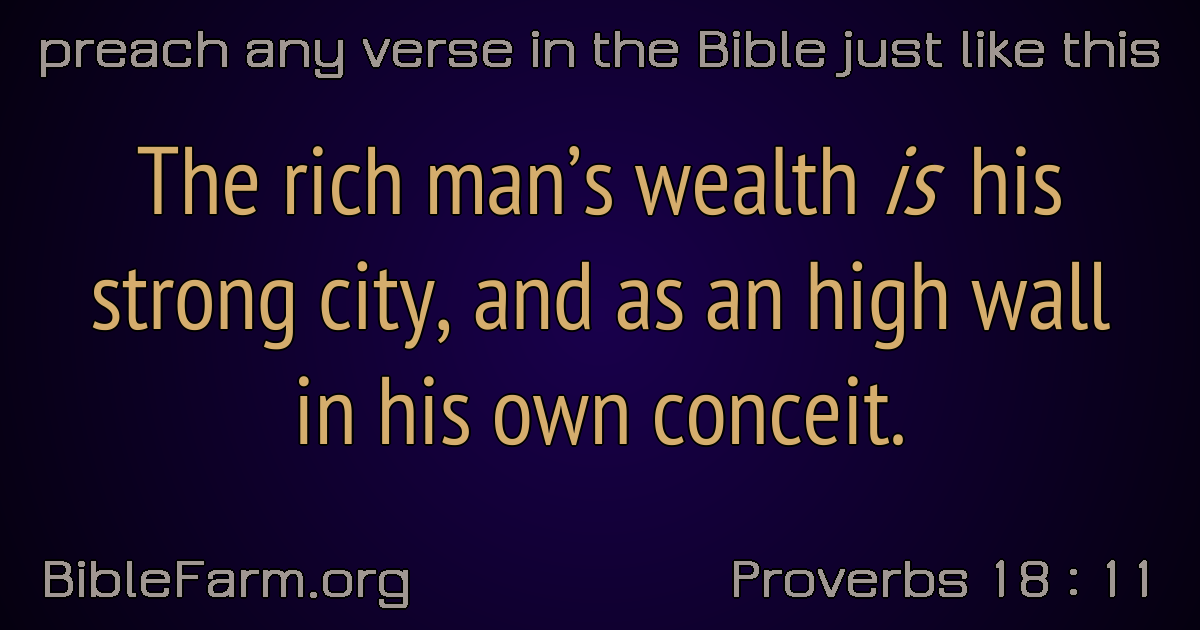 preach any verse in the Bible just like this
The rich man’s wealth is his
strong city, and as an high wall
in his own conceit.
BibleFarm.org
Proverbs 18 : 11